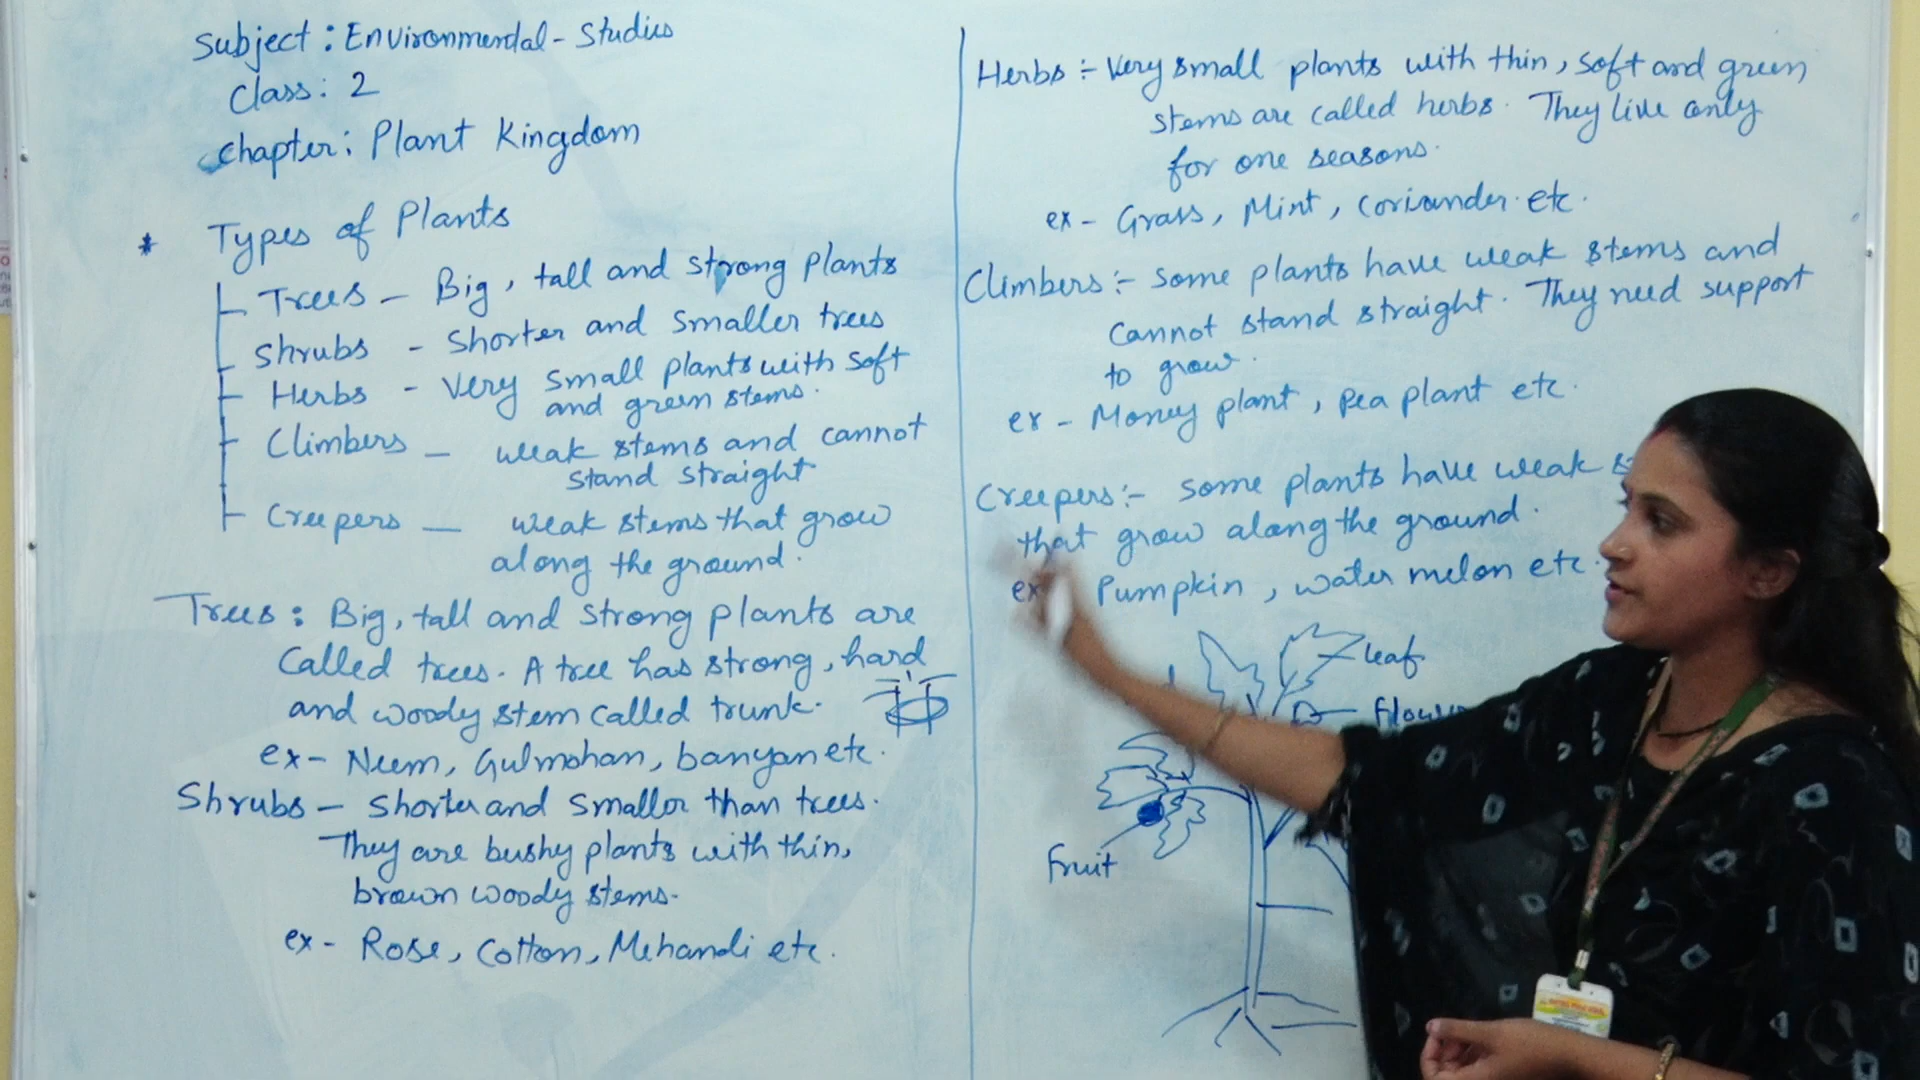 Subject : Environmental - Studies
Class : 2
Chapter : Plant Kingdom
* Types of Plants
Trees – Big, tall and strong plants
Shrubs - Shorter and smaller trees
Herbs - Very small plants with soft
and green stems.
Climbers – weak stems and cannot
stand straight
Creepers – weak stems that grow
along the ground.
Trees : Big, tall and strong plants are
called trees. A tree has strong, hard
and woody stem called trunk.
ex- Neem, Gulmohan, banyan etc.
Shrubs – Shorter and smaller than trees.
They are bushy plants with thin,
brown woody stems.
ex- Rose, Cotton, Mehandi etc.
Herbs :- Very small plants with thin, soft and green
stems are called herbs. They live only
for one seasons.
ex - Grass, Mint, coriander etc.
Climbers :- Some plants have weak stems and
cannot stand straight. They need support
to grow.
ex - Money plant, pea plant etc.
Creepers :- Some plants have weak
that grow along the ground.
ex Pumpkin, water melon etc.
leaf
Fruit